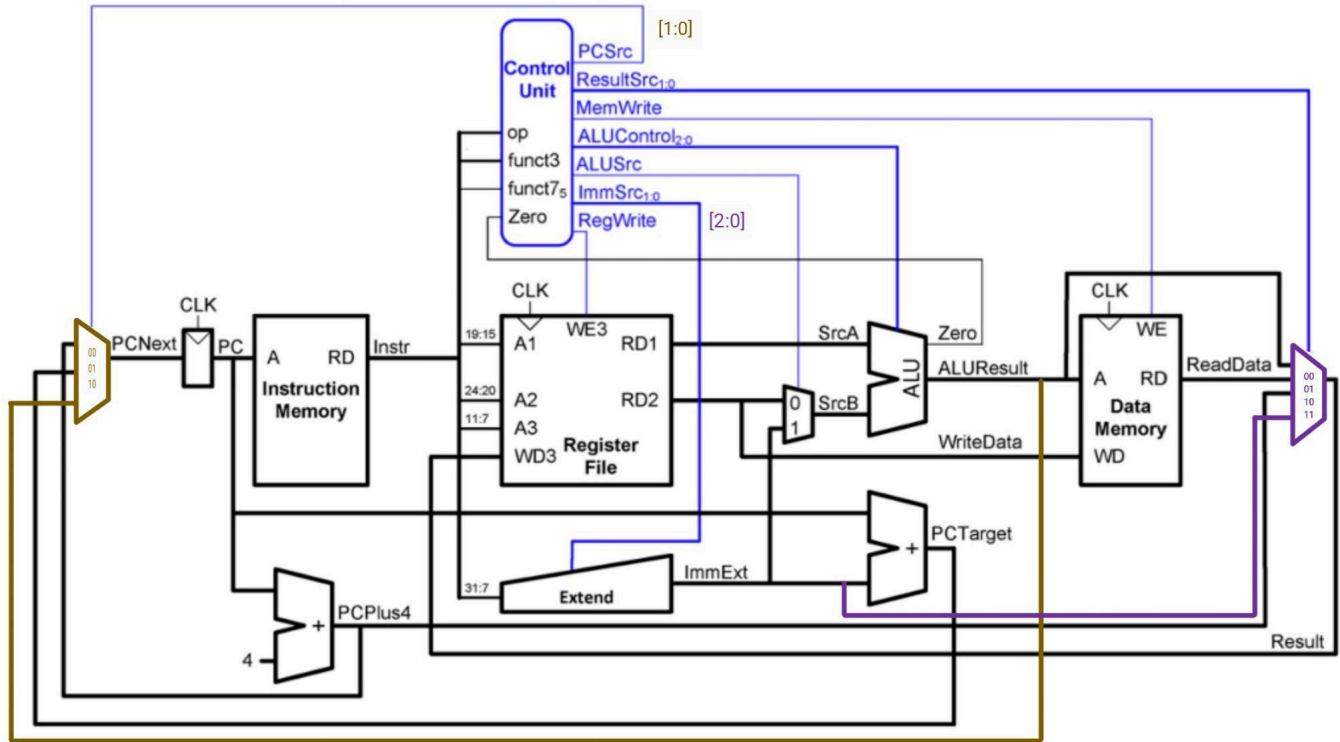 [1:0]
PCSrc
Control
Unit
ResultSrc1:0
MemWrite
op
ALUControl2:0
funct3
ALUSrc
funct75
ImmSrc1:0
Zero
RegWrite
[2:0]
CLK
CLK
CLK
PCNext
PC
00
01
10
A
RD
Instr
Instruction
Memory
19:15
A1
WE3
RD1
SrcA
Zero
ALU
ALUResult
24:20
A2
RD2
0
1
SrcB
11:7
A3
WD3
Register
File
WE
A
RD
ReadData
Data
Memory
WriteData
WD
00
01
10
11
PCTarget
+
31:7
Extend
ImmExt
PCPlus4
+
4
Result